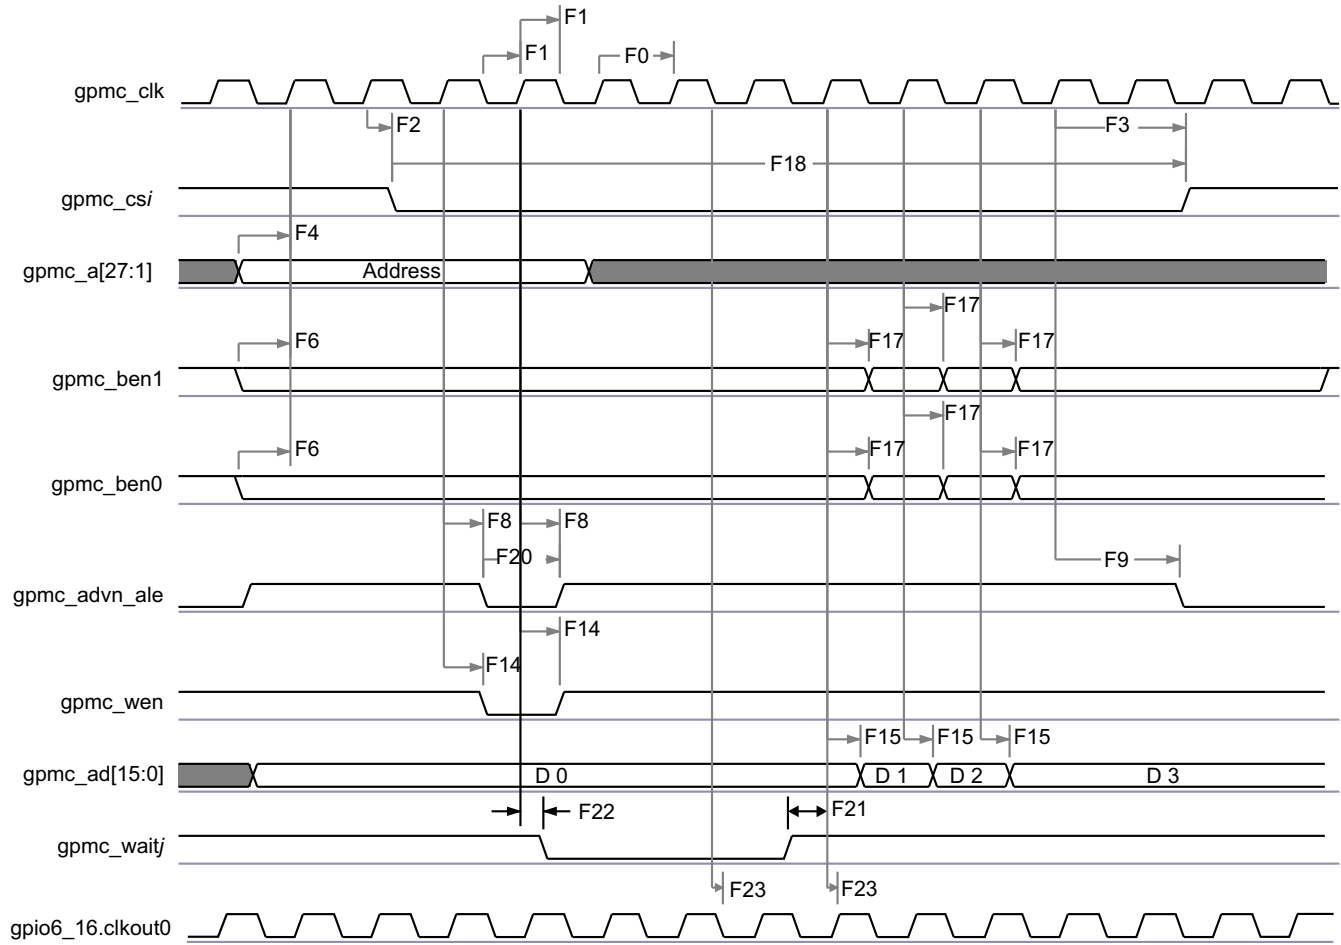 F1
F1
F0
gpmc_clk
F2
F3
F18
gpmc_csi
F4
gpmc_a[27:1]
Address
F17
F6
F17
F17
gpmc_ben1
F17
F6
F17
F17
gpmc_ben0
F8
F8
F20
F9
gpmc_advn_ale
F14
F14
gpmc_wen
F15
F15
F15
gpmc_ad[15:0]
D 0
D 1
D 2
D 3
F22
F21
gpmc_waitj
F23
F23
gpio6_16.clkout0